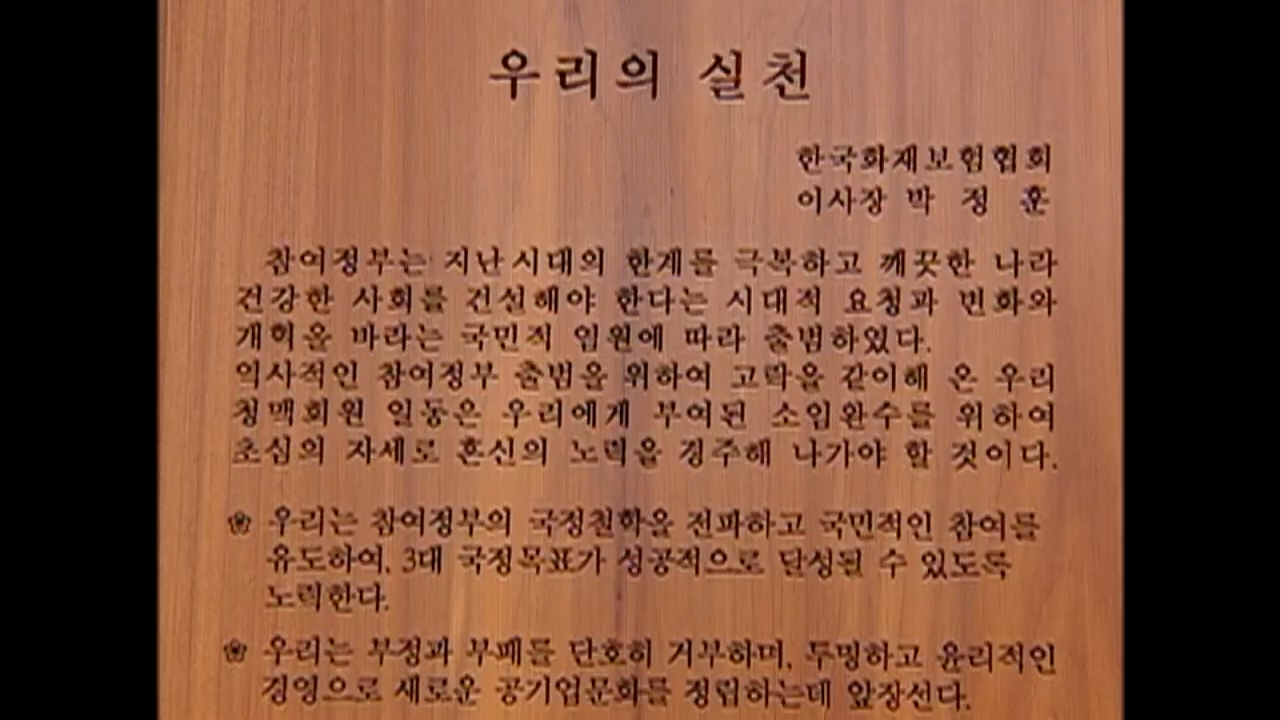 우리의 실천
한국화재보험협회
이사장 박 정 훈
참여정부는 지난시대의 한계를 극복하고 깨끗한 나라
건강한 사회를 건설해야 한다는 시대적 요청과 변화와
개혁을 바라는 국민적 염원에 따라 출범하였다.
역사적인 참여정부 출범을 위하여 고락을 같이해 온 우리
청맥회원 일동은 우리에게 부여된 소임완수를 위하여
초심의 자세로 혼신의 노력을 경주해 나가야 할 것이다.
❀ 우리는 참여정부의 국정철학을 전파하고 국민적인 참여를
유도하여, 3대 국정목표가 성공적으로 달성될 수 있도록
노력한다.
❀ 우리는 부정과 부패를 단호히 거부하며, 투명하고 윤리적인
경영으로 새로운 공기업문화를 정립하는데 앞장선다.